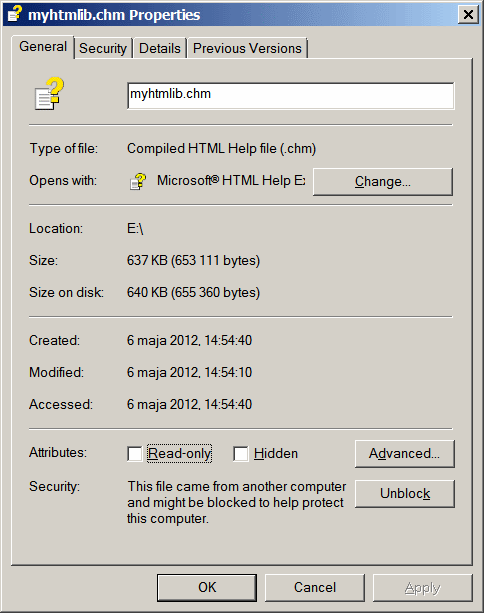 myhtmlib.chm Properties
General Security Details Previous Versions
myhtmlib.chm
Type of file: Compiled HTML Help file (.chm)
Opens with: Microsoft® HTML Help Ex Change...
Location: E:\
Size: 637 KB (653 111 bytes)
Size on disk: 640 KB (655 360 bytes)
Created: 6 maja 2012, 14:54:40
Modified: 6 maja 2012, 14:54:10
Accessed: 6 maja 2012, 14:54:40
Attributes: Read-only Hidden Advanced...
Security: This file came from another computer
and might be blocked to help protect
this computer.
Unblock
OK Cancel Apply